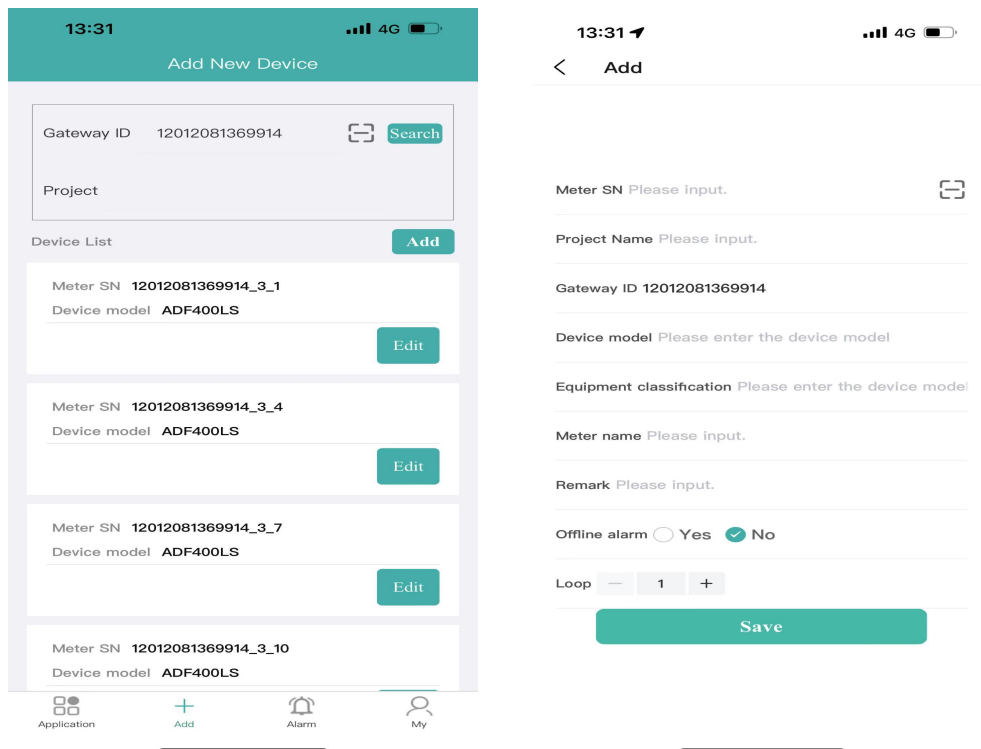 13:31
4G
Add New Device
Gateway ID 12012081369914 Search
Project
Device List Add
Meter SN 12012081369914_3_1
Device model ADF400LS
Edit
Meter SN 12012081369914_3_4
Device model ADF400LS
Edit
Meter SN 12012081369914_3_7
Device model ADF400LS
Edit
Meter SN 12012081369914_3_10
Device model ADF400LS
Application Add Alarm My
13:31
4G
Add
Meter SN Please input.
Project Name Please input.
Gateway ID 12012081369914
Device model Please enter the device model
Equipment classification Please enter the device model
Meter name Please input.
Remark Please input.
Offline alarm Yes No
Loop — 1 +
Save